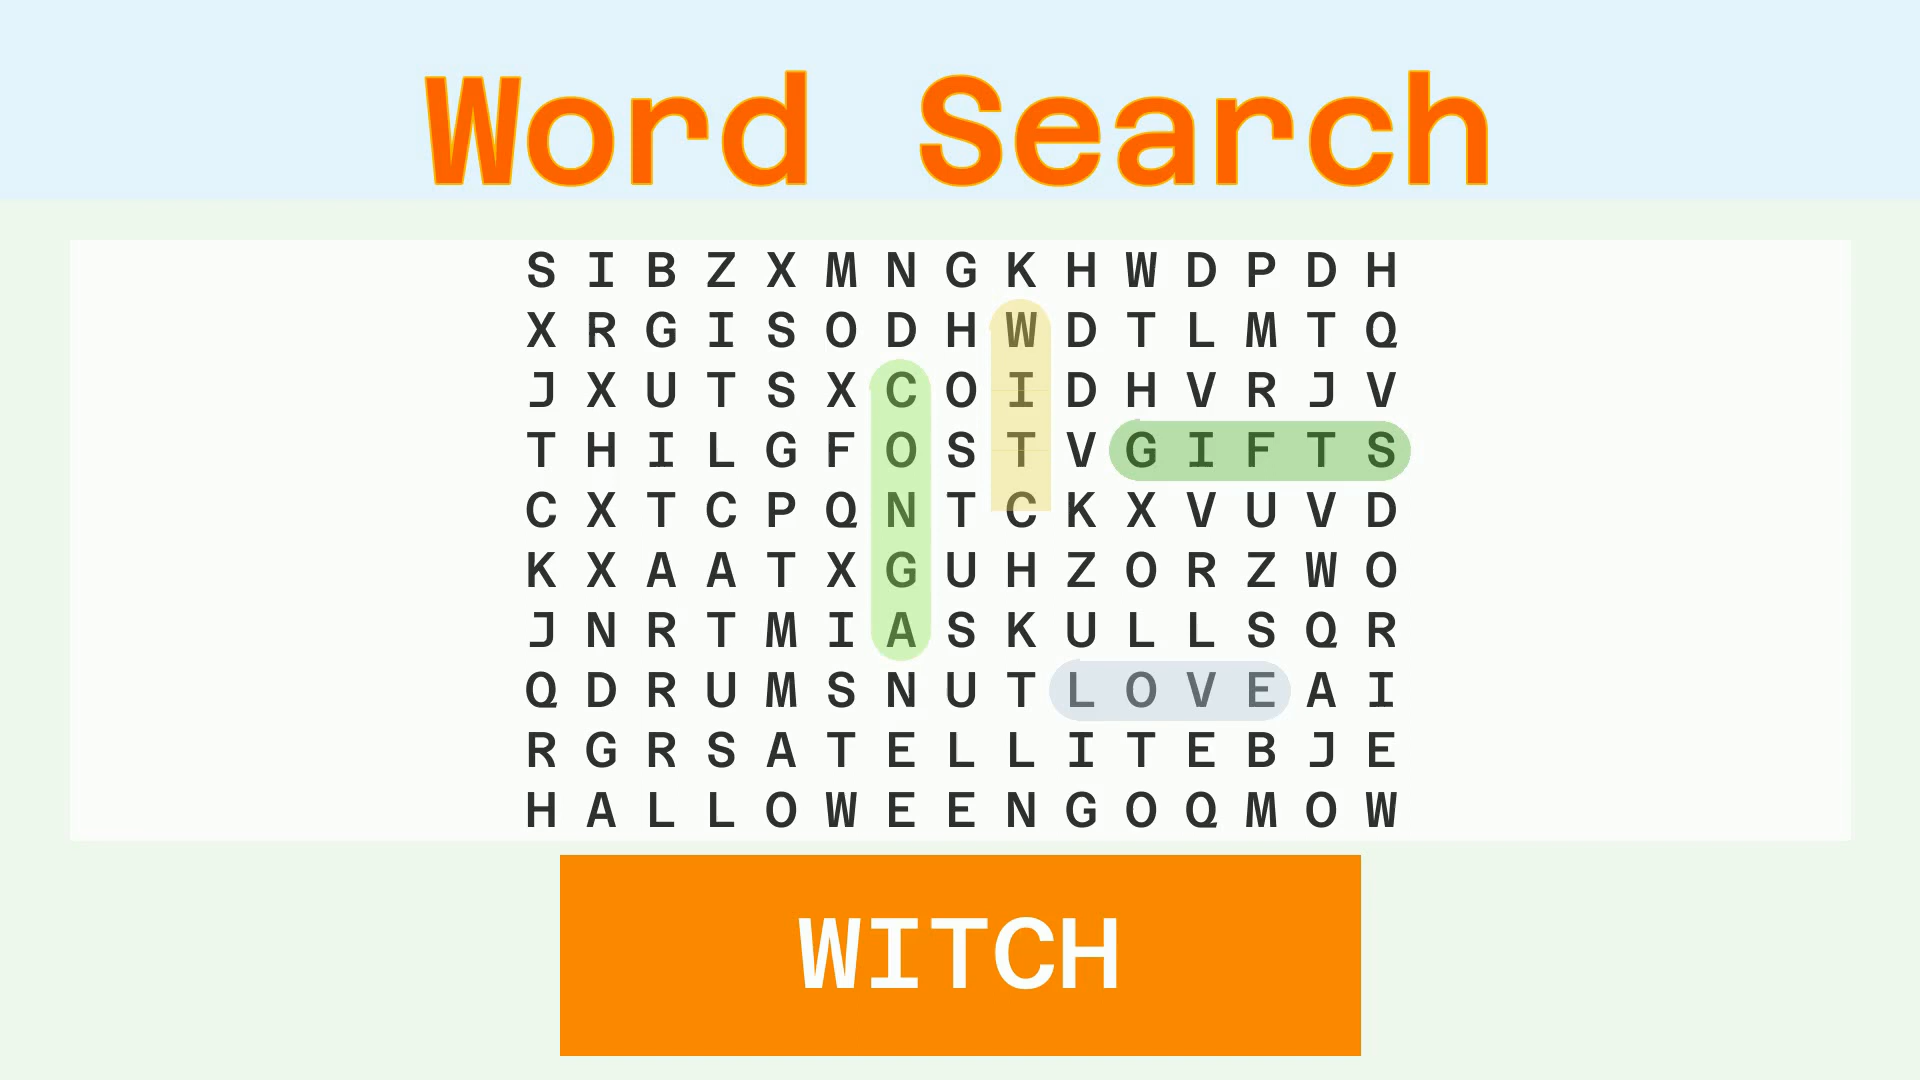 Word Search
S I B Z X M N G K H W D P D H
X R G I S O D H W D T L M T Q
J X U T S X C O I D H V R J V
T H I L G F O S T V G I F T S
C X T C P Q N T C K X V U V D
K X A A T X G U H Z O R Z W O
J N R T M I A S K U L L S Q R
Q D R U M S N U T L O V E A I
R G R S A T E L L I T E B J E
H A L L O W E E N G O Q M O W
WITCH